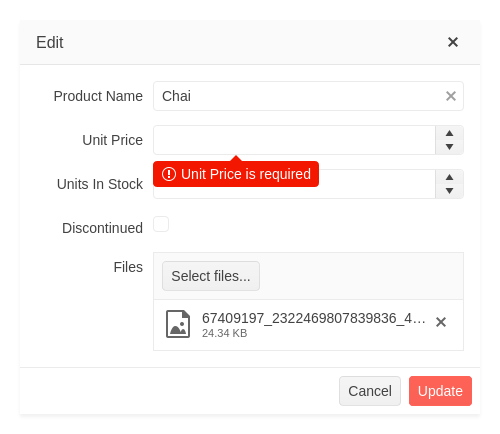 Edit
Product Name Chai
Unit Price
Unit Price is required
Units In Stock
Discontinued
Files
Select files...
67409197_2322469807839836_4…
24.34 KB
Cancel Update